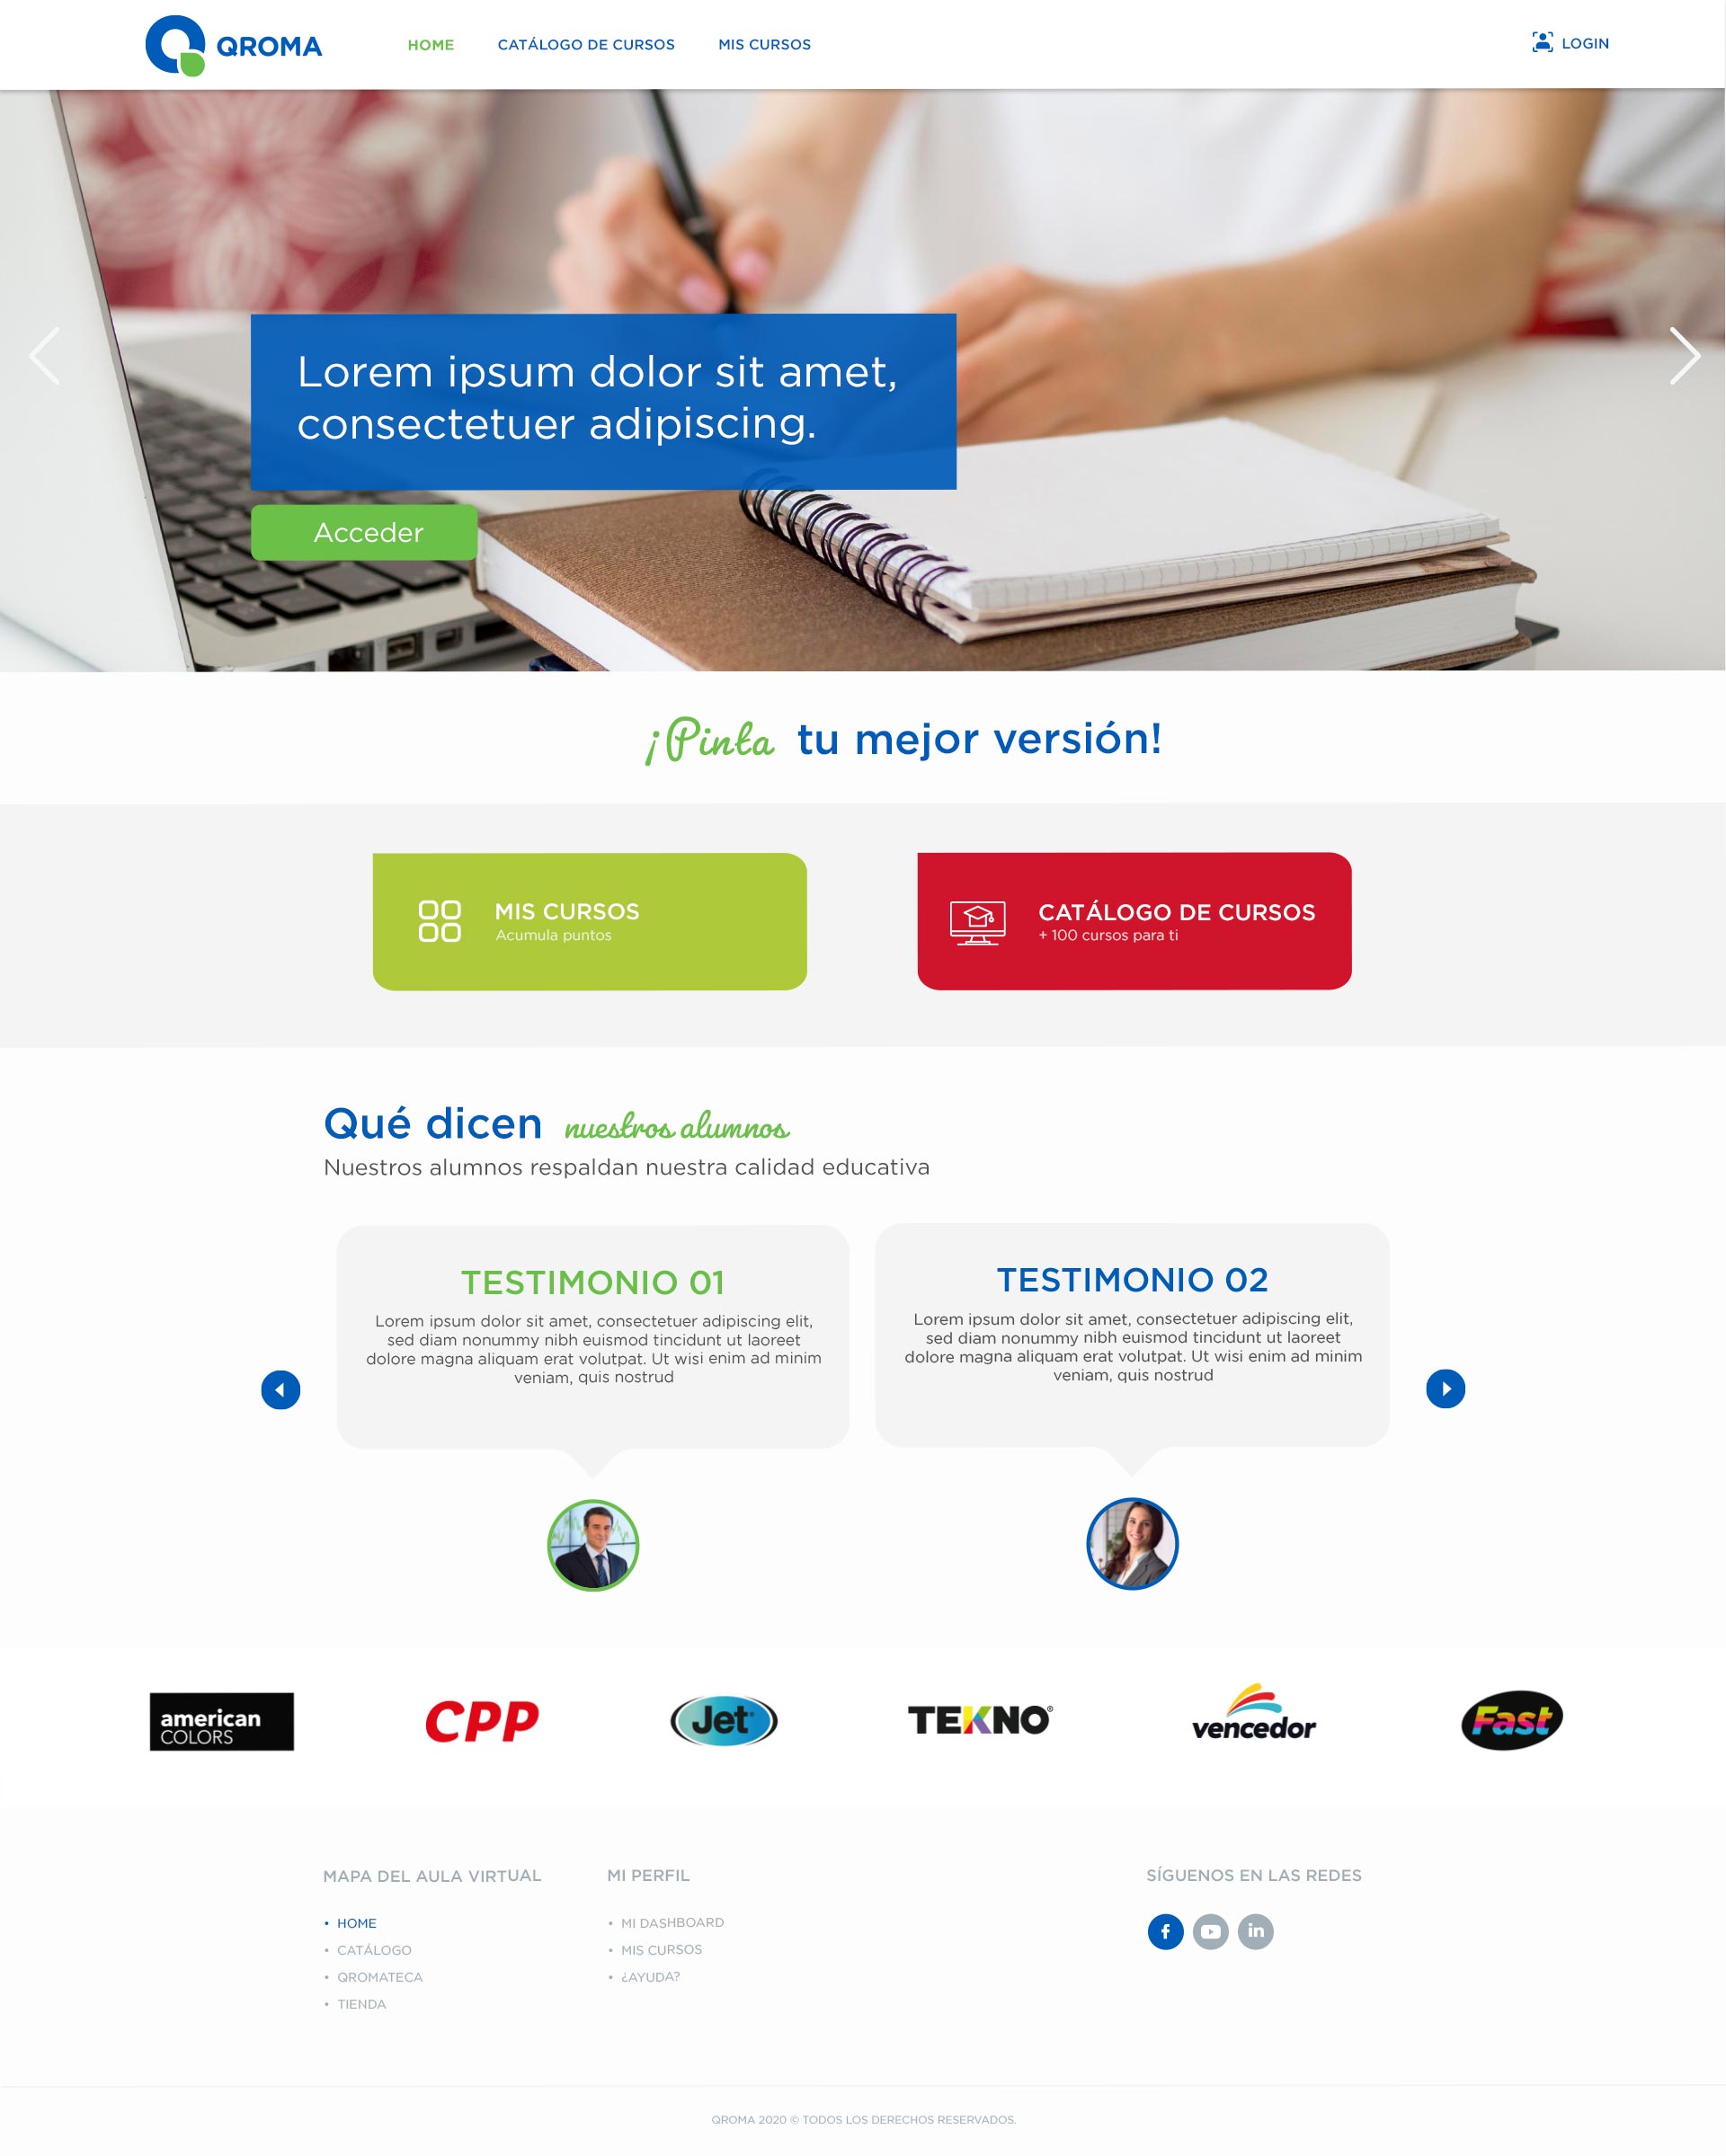 QROMA
HOME
CATÁLOGO DE CURSOS
MIS CURSOS
LOGIN
Lorem ipsum dolor sit amet,
consectetuer adipiscing.
Acceder
¡Pinta tu mejor versión!
MIS CURSOS
Acumula puntos
CATÁLOGO DE CURSOS
+ 100 cursos para ti
Qué dicen nuestros alumnos
Nuestros alumnos respaldan nuestra calidad educativa
TESTIMONIO 01
Lorem ipsum dolor sit amet, consectetuer adipiscing elit,
sed diam nonummy nibh euismod tincidunt ut laoreet
dolore magna aliquam erat volutpat. Ut wisi enim ad minim
veniam, quis nostrud
TESTIMONIO 02
Lorem ipsum dolor sit amet, consectetuer adipiscing elit,
sed diam nonummy nibh euismod tincidunt ut laoreet
dolore magna aliquam erat volutpat. Ut wisi enim ad minim
veniam, quis nostrud
american
COLORS
CPP
Jet
TEKNO®
vencedor
Fast
MAPA DEL AULA VIRTUAL
• HOME
• CATÁLOGO
• QROMATECA
• TIENDA
MI PERFIL
• MI DASHBOARD
• MIS CURSOS
• ¿AYUDA?
SÍGUENOS EN LAS REDES
f
in
QROMA 2020 © TODOS LOS DERECHOS RESERVADOS.